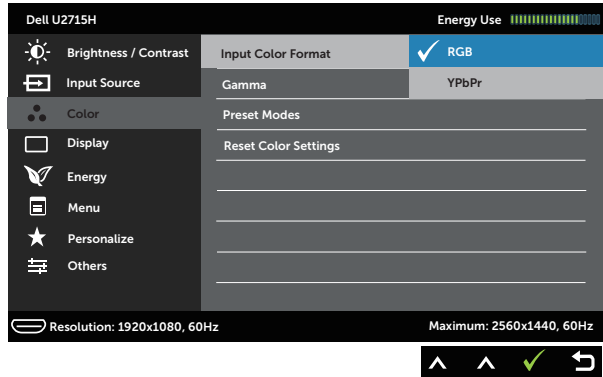 Dell U2715H
Energy Use
Brightness / Contrast
Input Color Format
RGB
Input Source
Gamma
YPbPr
Color
Preset Modes
Display
Reset Color Settings
Energy
Menu
Personalize
Others
Resolution: 1920x1080, 60Hz
Maximum: 2560x1440, 60Hz